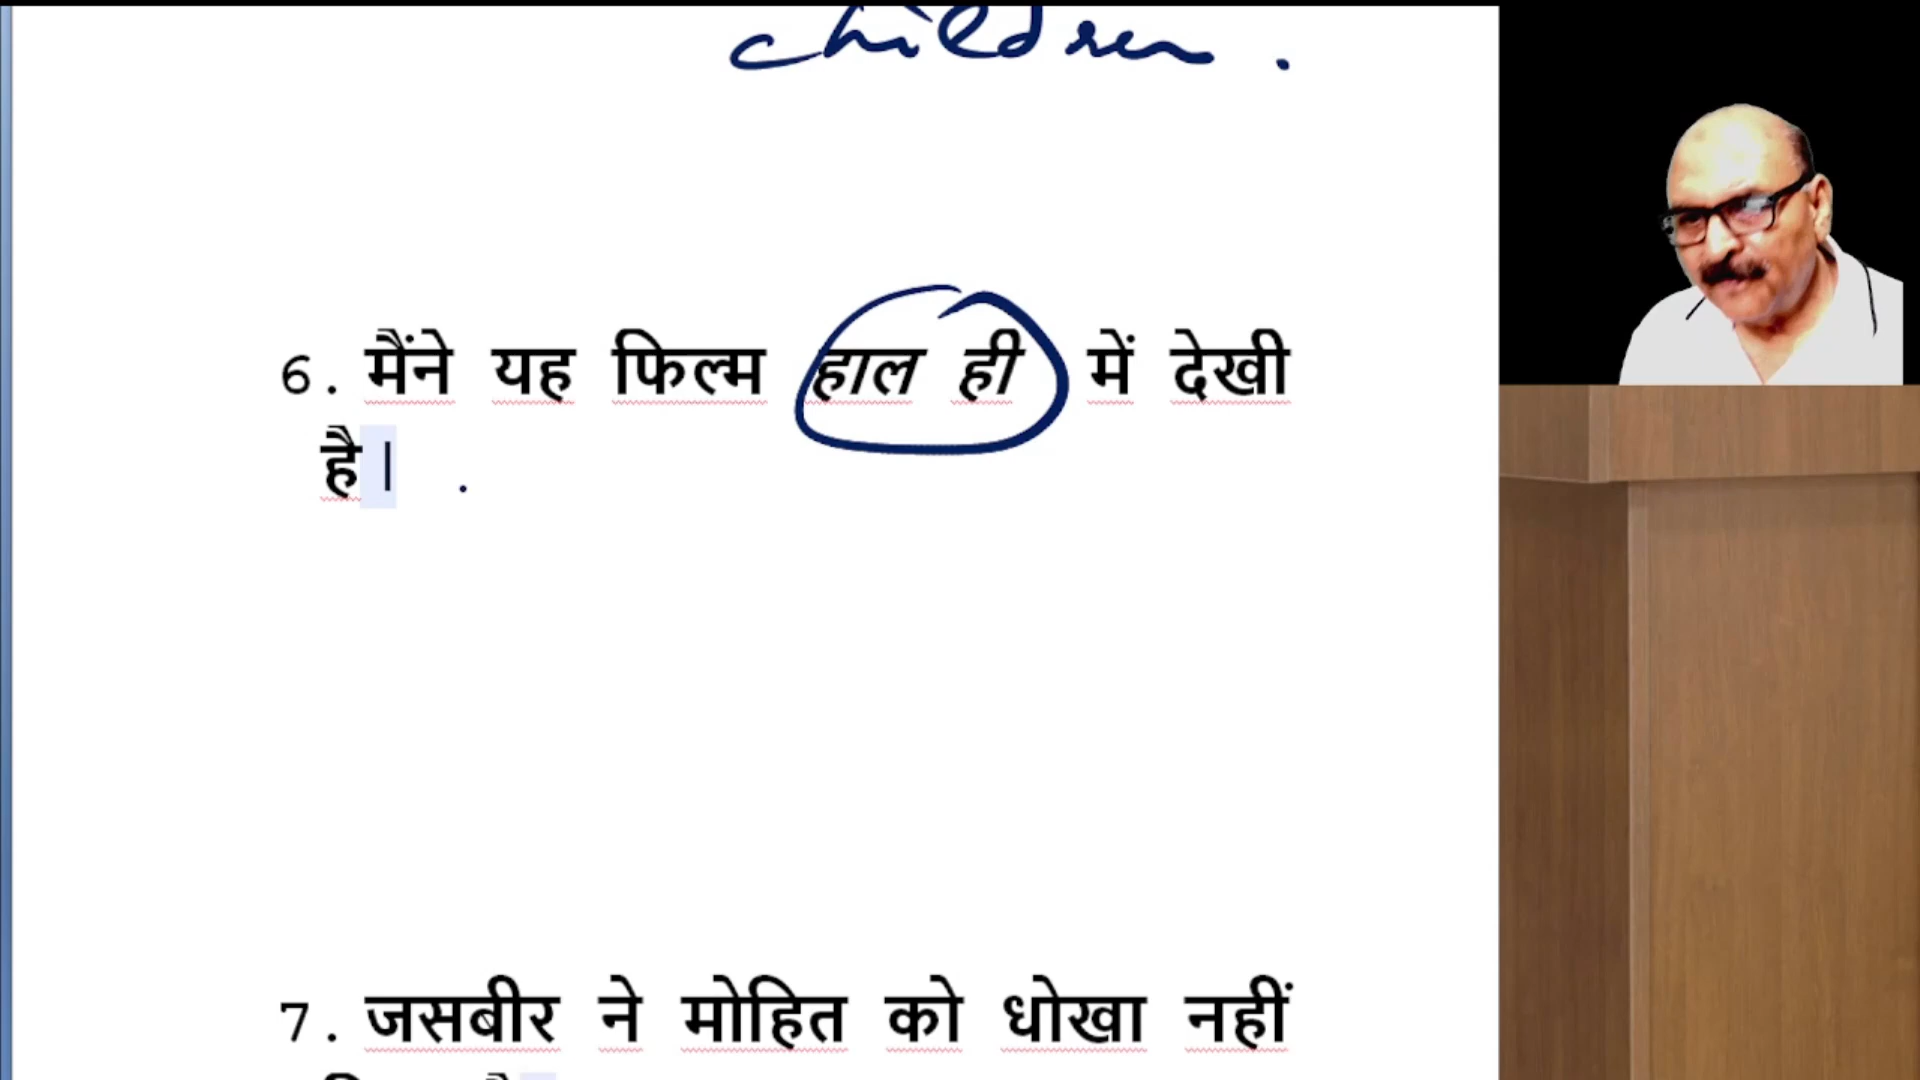 children.
6. मैंने यह फिल्म हाल ही में देखी
है|
7. जसबीर ने मोहित को धोखा नहीं